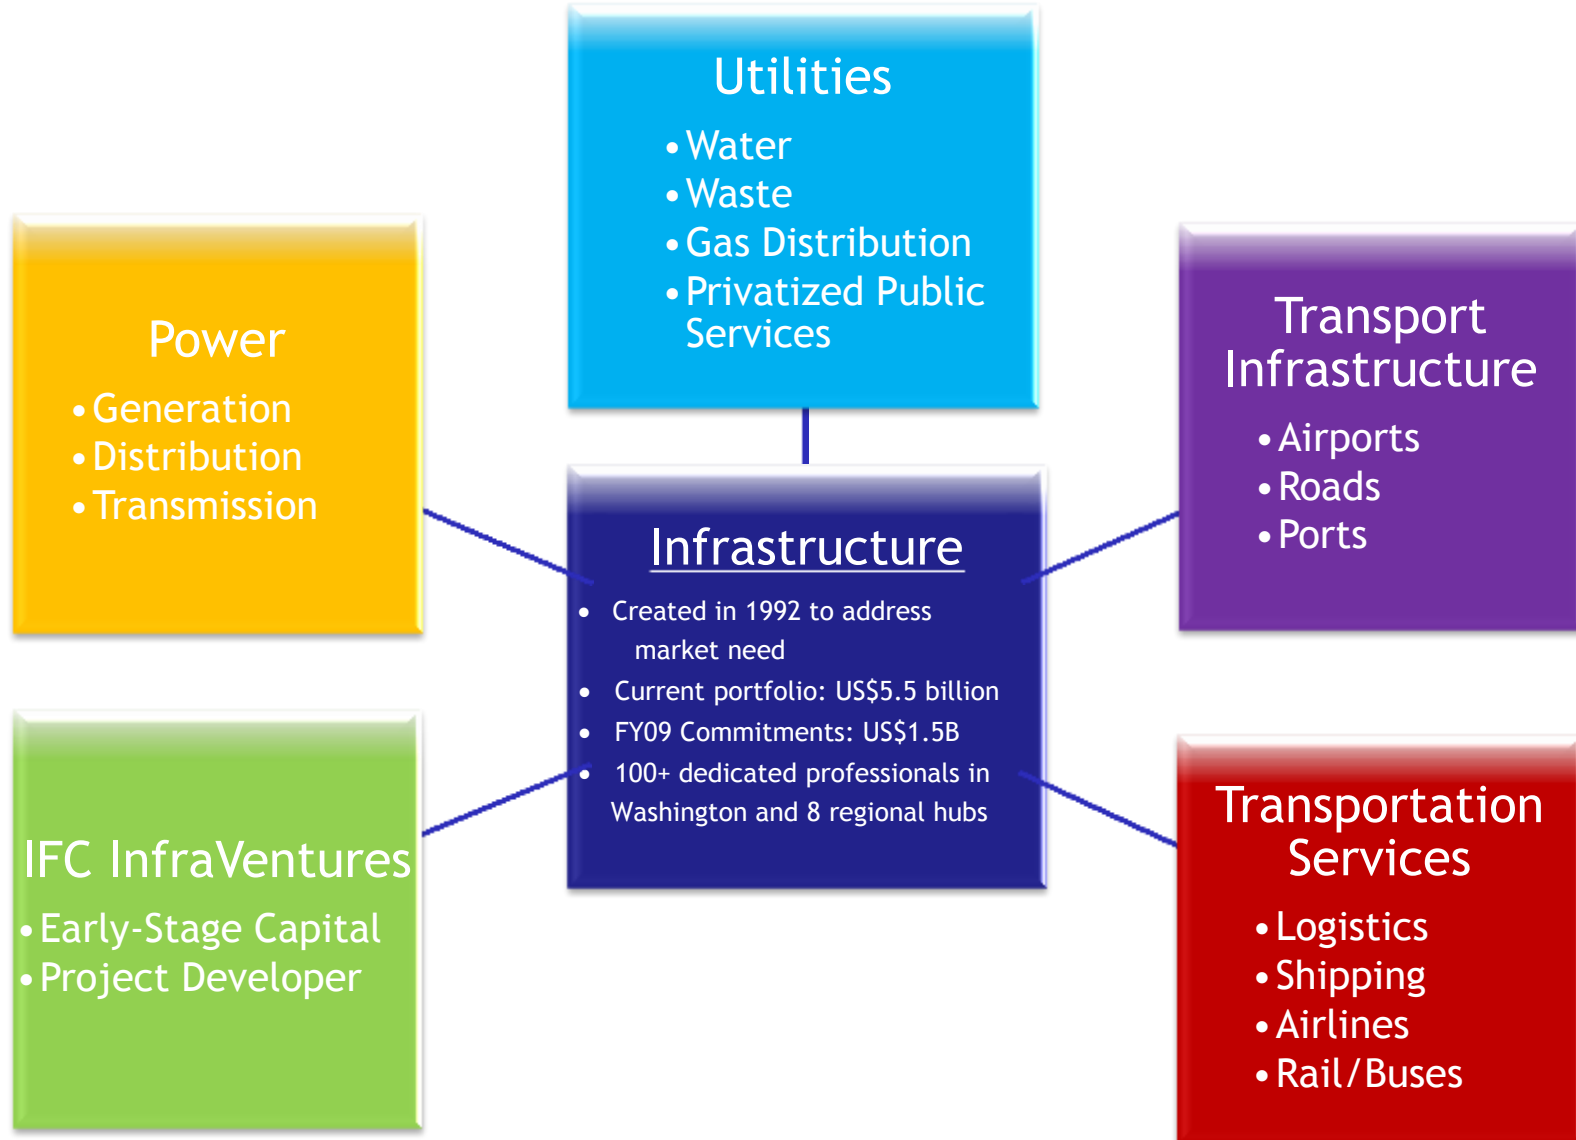 Utilities
•Water
•Waste
•Gas Distribution
•Privatized Public
Services
Power
•Generation
•Distribution
•Transmission
Transport
Infrastructure
•Airports
•Roads
•Ports
Infrastructure
• Created in 1992 to address
market need
• Current portfolio: US$5.5 billion
• FY09 Commitments: US$1.5B
• 100+ dedicated professionals in
Washington and 8 regional hubs
IFC InfraVentures
•Early-Stage Capital
•Project Developer
Transportation
Services
•Logistics
•Shipping
•Airlines
•Rail/Buses